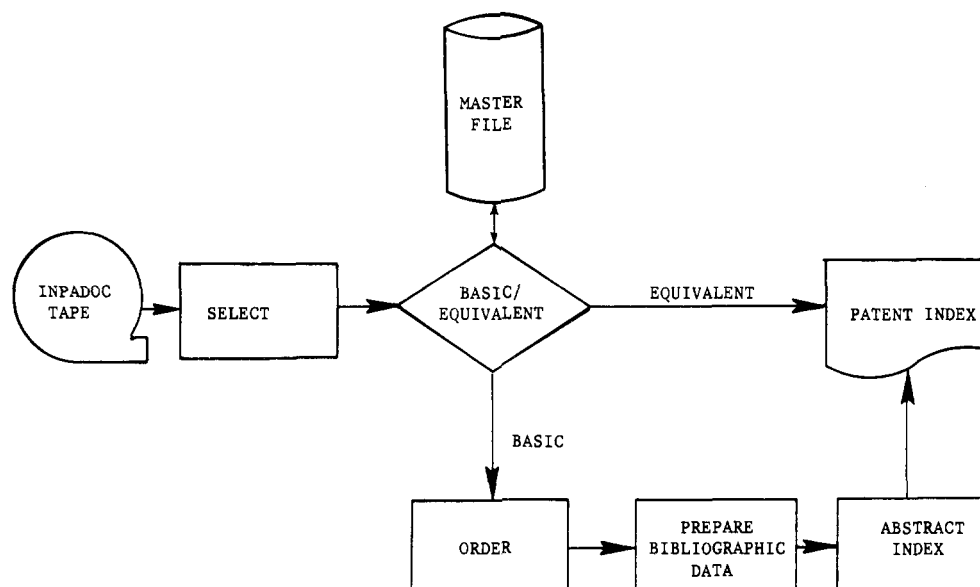 MASTER
FILE
INPADOC
TAPE
SELECT
BASIC/
EQUIVALENT
EQUIVALENT
PATENT INDEX
BASIC
ORDER
PREPARE
BIBLIOGRAPHIC
DATA
ABSTRACT
INDEX